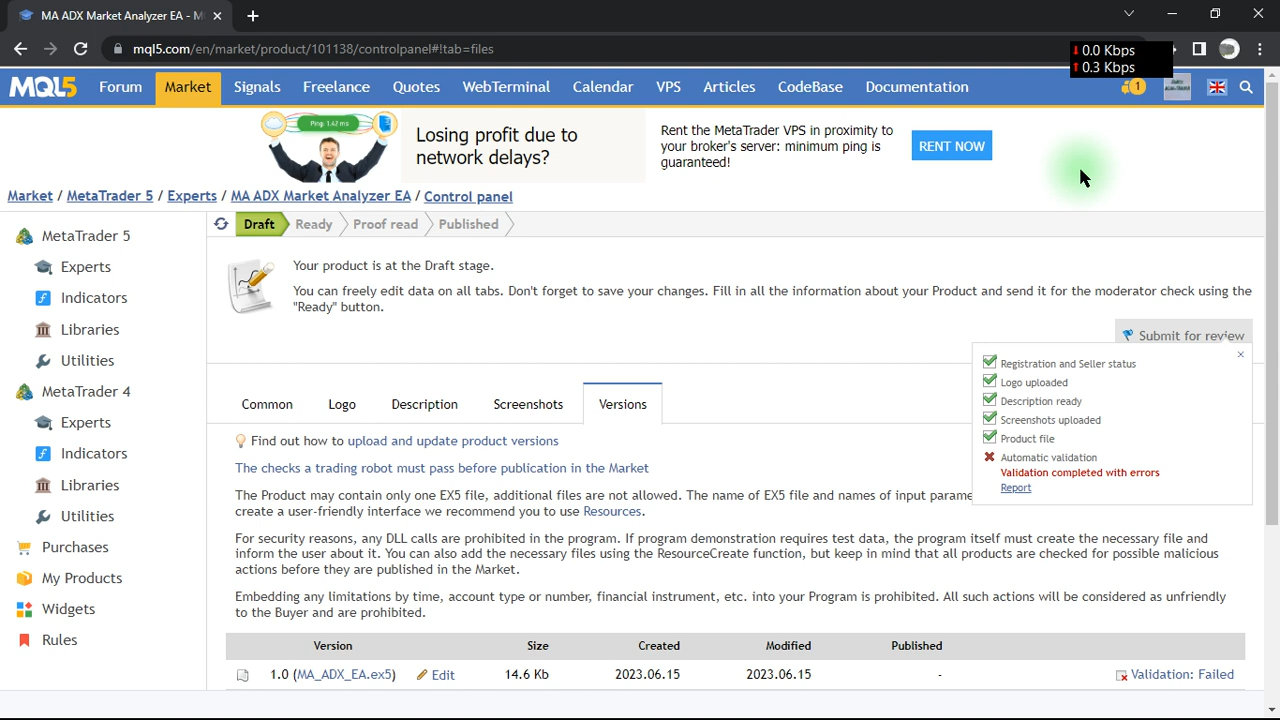 MA ADX Market Analyzer EA - M
mql5.com/en/market/product/101138/controlpanel#!tab=files
0.0 Kbps
0.3 Kbps
MQL5 Forum Market Signals Freelance Quotes WebTerminal Calendar VPS Articles CodeBase Documentation 1
Ping: 1.62 ms
Losing profit due to
network delays?
Rent the MetaTrader VPS in proximity to
your broker's server: minimum ping is
guaranteed!
RENT NOW
Market / MetaTrader 5 / Experts / MA ADX Market Analyzer EA / Control panel
MetaTrader 5
Experts
Indicators
Libraries
Utilities
MetaTrader 4
Experts
Indicators
Libraries
Utilities
Purchases
My Products
Widgets
Rules
Draft Ready Proof read Published
Your product is at the Draft stage.
You can freely edit data on all tabs. Don't forget to save your changes. Fill in all the information about your Product and send it for the moderator check using the
"Ready" button.
Submit for review
Registration and Seller status
Logo uploaded
Description ready
Screenshots uploaded
Product file
Automatic validation
Validation completed with errors
Report
Common Logo Description Screenshots Versions
Find out how to upload and update product versions
The checks a trading robot must pass before publication in the Market
The Product may contain only one EX5 file, additional files are not allowed. The name of EX5 file and names of input parame
create a user-friendly interface we recommend you to use Resources.
For security reasons, any DLL calls are prohibited in the program. If program demonstration requires test data, the program itself must create the necessary file and
inform the user about it. You can also add the necessary files using the ResourceCreate function, but keep in mind that all products are checked for possible malicious
actions before they are published in the Market.
Embedding any limitations by time, account type or number, financial instrument, etc. into your Program is prohibited. All such actions will be considered as unfriendly
to the Buyer and are prohibited.
Version Size Created Modified Published
1.0 (MA_ADX_EA.ex5) Edit 14.6 Kb 2023.06.15 2023.06.15 - Validation: Failed